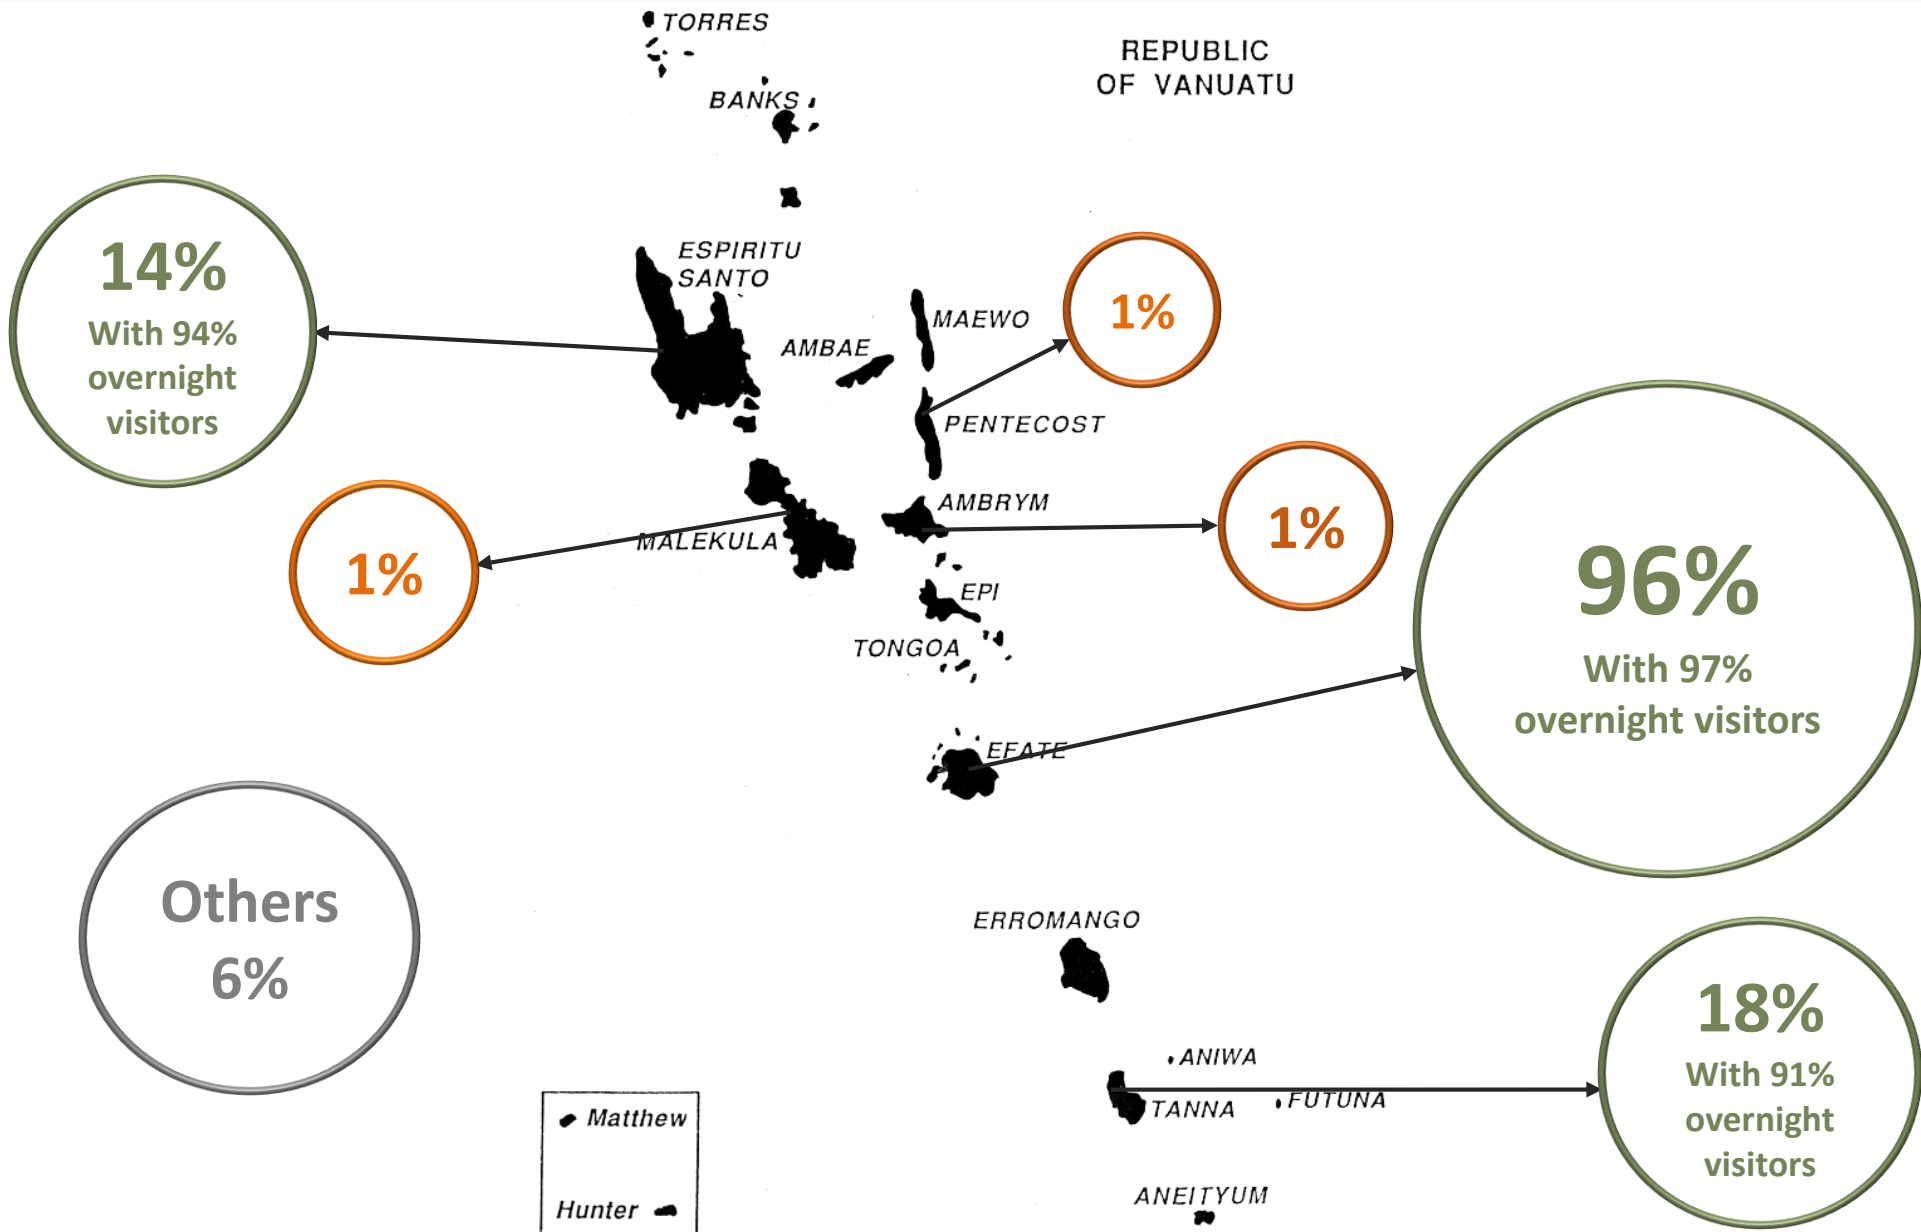 TORRES
REPUBLIC
OF VANUATU
BANKS
14%
With 94%
overnight
visitors
ESPIRITU
SANTO
MAEWO
1%
AMBAE
PENTECOST
AMBRYM
1%
MALEKULA
1%
EPI
TONGOA
96%
With 97%
overnight visitors
EFATE
Others
6%
ERROMANGO
ANIWA
TANNA
FUTUNA
18%
With 91%
overnight
visitors
Matthew
Hunter
ANEITYUM